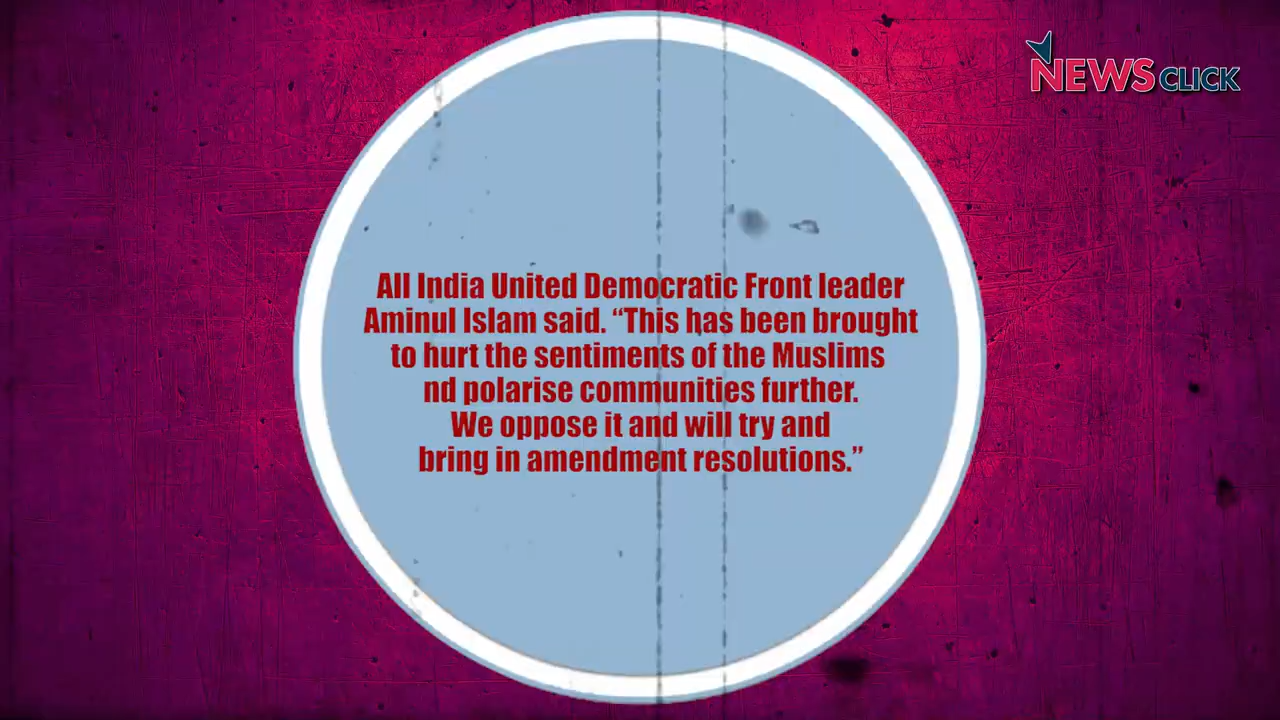 NEWSCLICK
All India United Democratic Front leader
Aminul Islam said. “This has been brought
to hurt the sentiments of the Muslims
nd polarise communities further.
We oppose it and will try and
bring in amendment resolutions.”